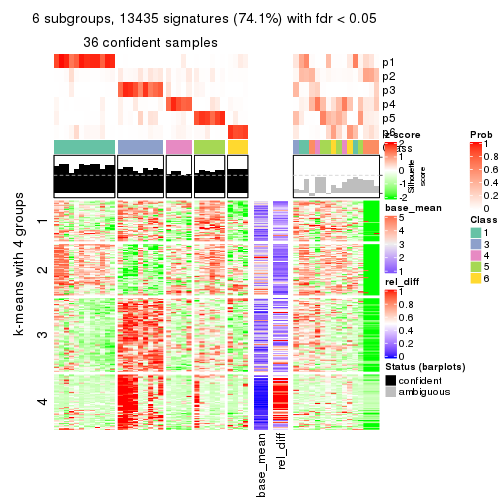 6 subgroups, 13435 signatures (74.1%) with fdr < 0.05
36 confident samples
p1
p2
p3
p4
p5
p6
Class
z-score
2
1
0
-1
-2
Silhouette
score
Prob
1
0.8
0.6
0.4
0.2
0
Class
1
2
3
4
5
6
base_mean
5
4
3
2
1
rel_diff
1
0.8
0.6
0.4
0.2
0
Status (barplots)
confident
ambiguous
k-means with 4 groups
1
2
3
4
base_mean
rel_diff